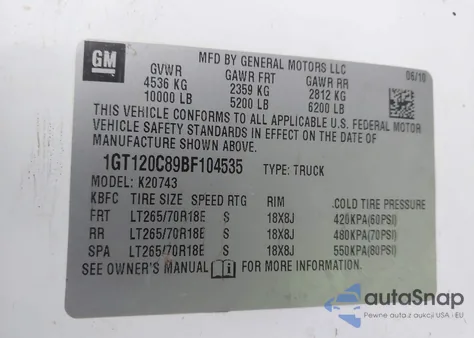 GM
MFD BY GENERAL MOTORS LLC
06/10
GVWR GAWR FRT GAWR RR
4536 KG 2359 KG 2812 KG
10000 LB 5200 LB 6200 LB
THIS VEHICLE CONFORMS TO ALL APPLICABLE U.S. FEDERAL MOTOR
VEHICLE SAFETY STANDARDS IN EFFECT ON THE DATE OF
MANUFACTURE SHOWN ABOVE.
1GT120C89BF104535 TYPE: TRUCK
MODEL: K20743
KBFC TIRE SIZE SPEED RTG RIM COLD TIRE PRESSURE
FRT LT265/70R18E S 18X8J 420KPA(60PSI)
RR LT265/70R18E S 18X8J 480KPA(70PSI)
SPA LT265/70R18E S 18X8J 550KPA(80PSI)
SEE OWNER'S MANUAL FOR MORE INFORMATION.
autoSnap
Pewne auta z aukcji USA - EU